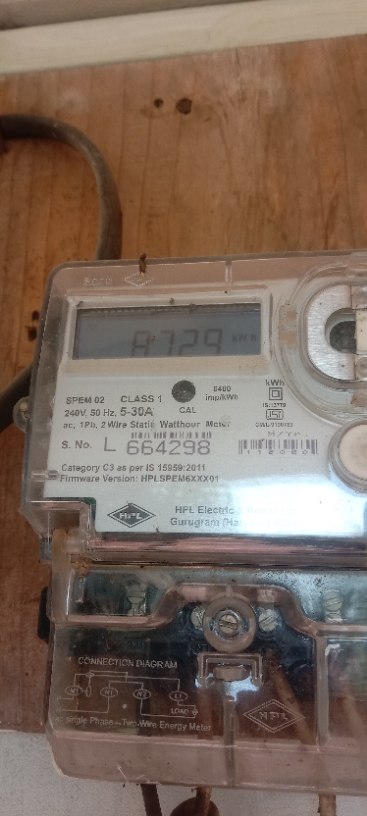 8729 kWh
kWh
SPEM 02 CLASS 1
6400 imp/kWh
240V, 50 Hz, 5-30A
CAL
ac, 1Ph, 2 Wire Static Watthour Meter
S. No. L 664298
Category C3 as per IS 15959:2011
Firmware Version: HPLSPEM6XXX01
HPL
HPL Electric
Gurugram
CONNECTION DIAGRAM
LOAD
Single Phase – Two Wire Energy Meter
HPL